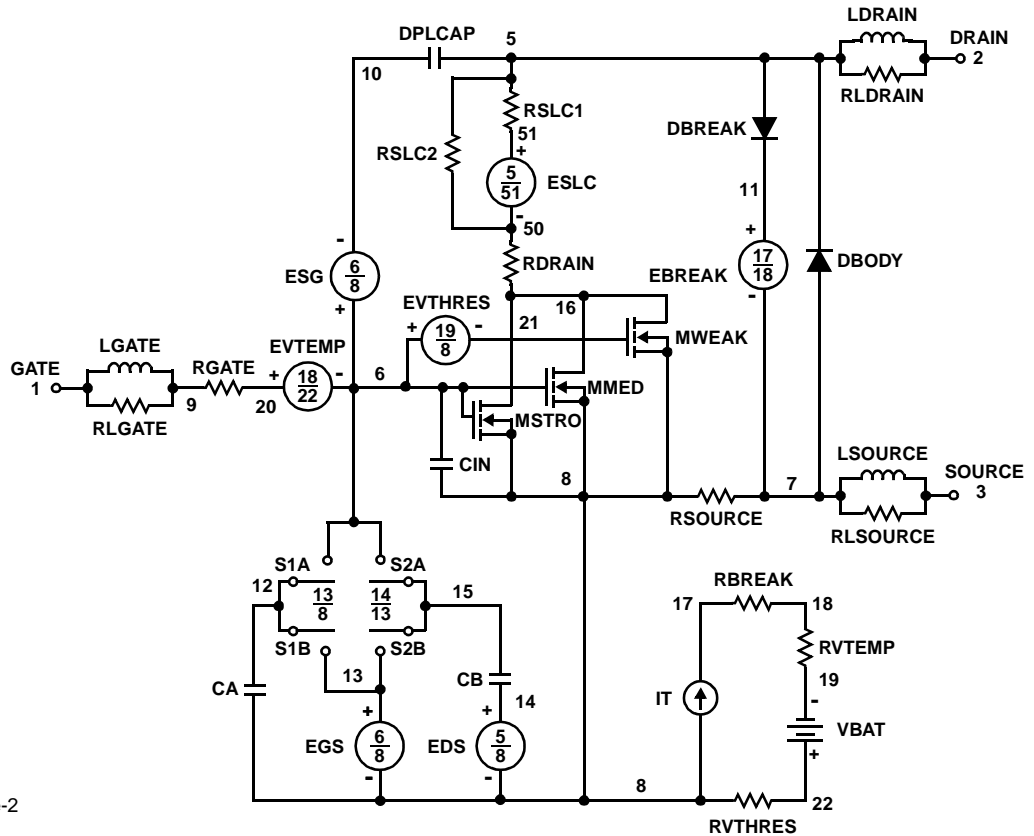 LDRAIN
DPLCAP
5
DRAIN
2
10
RLDRAIN
RSLC1
51
+
DBREAK
RSLC2
5
51
ESLC
-
50
11
+
-
RDRAIN
17
18
EBREAK
-
DBODY
ESG
6
8
+
EVTHRES
+
19
8
-
21
16
MWEAK
LGATE
GATE
1
RGATE
EVTEMP
+
18
22
-
6
9
20
RLGATE
MMED
MSTRO
CIN
8
7
LSOURCE
SOURCE
3
RSOURCE
RLSOURCE
S1A
S2A
12
13
8
14
13
15
S1B
S2B
13
CA
CB
14
+
EGS
6
8
-
+
EDS
5
8
-
RBREAK
17
18
RVTEMP
19
-
IT
VBAT
+
8
22
RVTHRES
-2